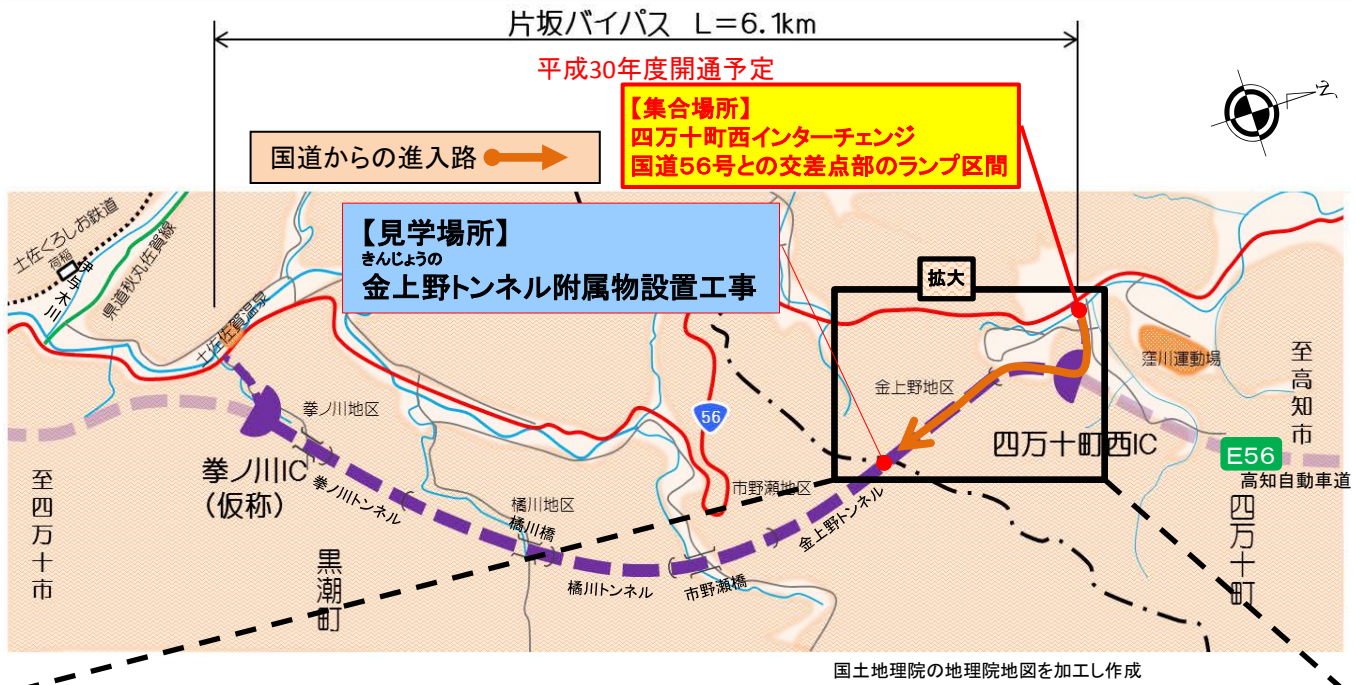 片坂バイパス L=6.1km
平成30年度開通予定
【集合場所】
四万十町西インターチェンジ
国道56号との交差点部のランプ区間
国道からの進入路
【見学場所】
きんじょうの
金上野トンネル附属物設置工事
拡大
土佐くろしお鉄道
荷稲
伊与木川
県道秋丸佐賀線
土佐佐賀温泉
窪川運動場
至高知市
金上野地区
拳ノ川地区
56
四万十町西IC
E56
高知自動車道
拳ノ川IC
(仮称)
至四万十市
拳ノ川トンネル
橘川地区
橘川橋
市野瀬地区
金上野トンネル
四万十町
黒潮町
橘川トンネル
市野瀬橋
国土地理院の地理院地図を加工し作成